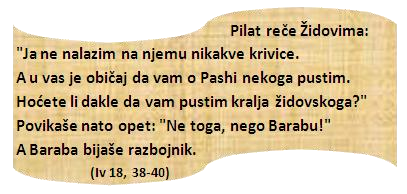 Pilat reče Židovima:
"Ja ne nalazim na njemu nikakve krivice.
A u vas je običaj da vam o Pashi nekoga pustim.
Hoćete li dakle da vam pustim kralja židovskoga?"
Povikaše nato opet: "Ne toga, nego Barabu!"
A Baraba bijaše razbojnik.
(Iv 18, 38-40)